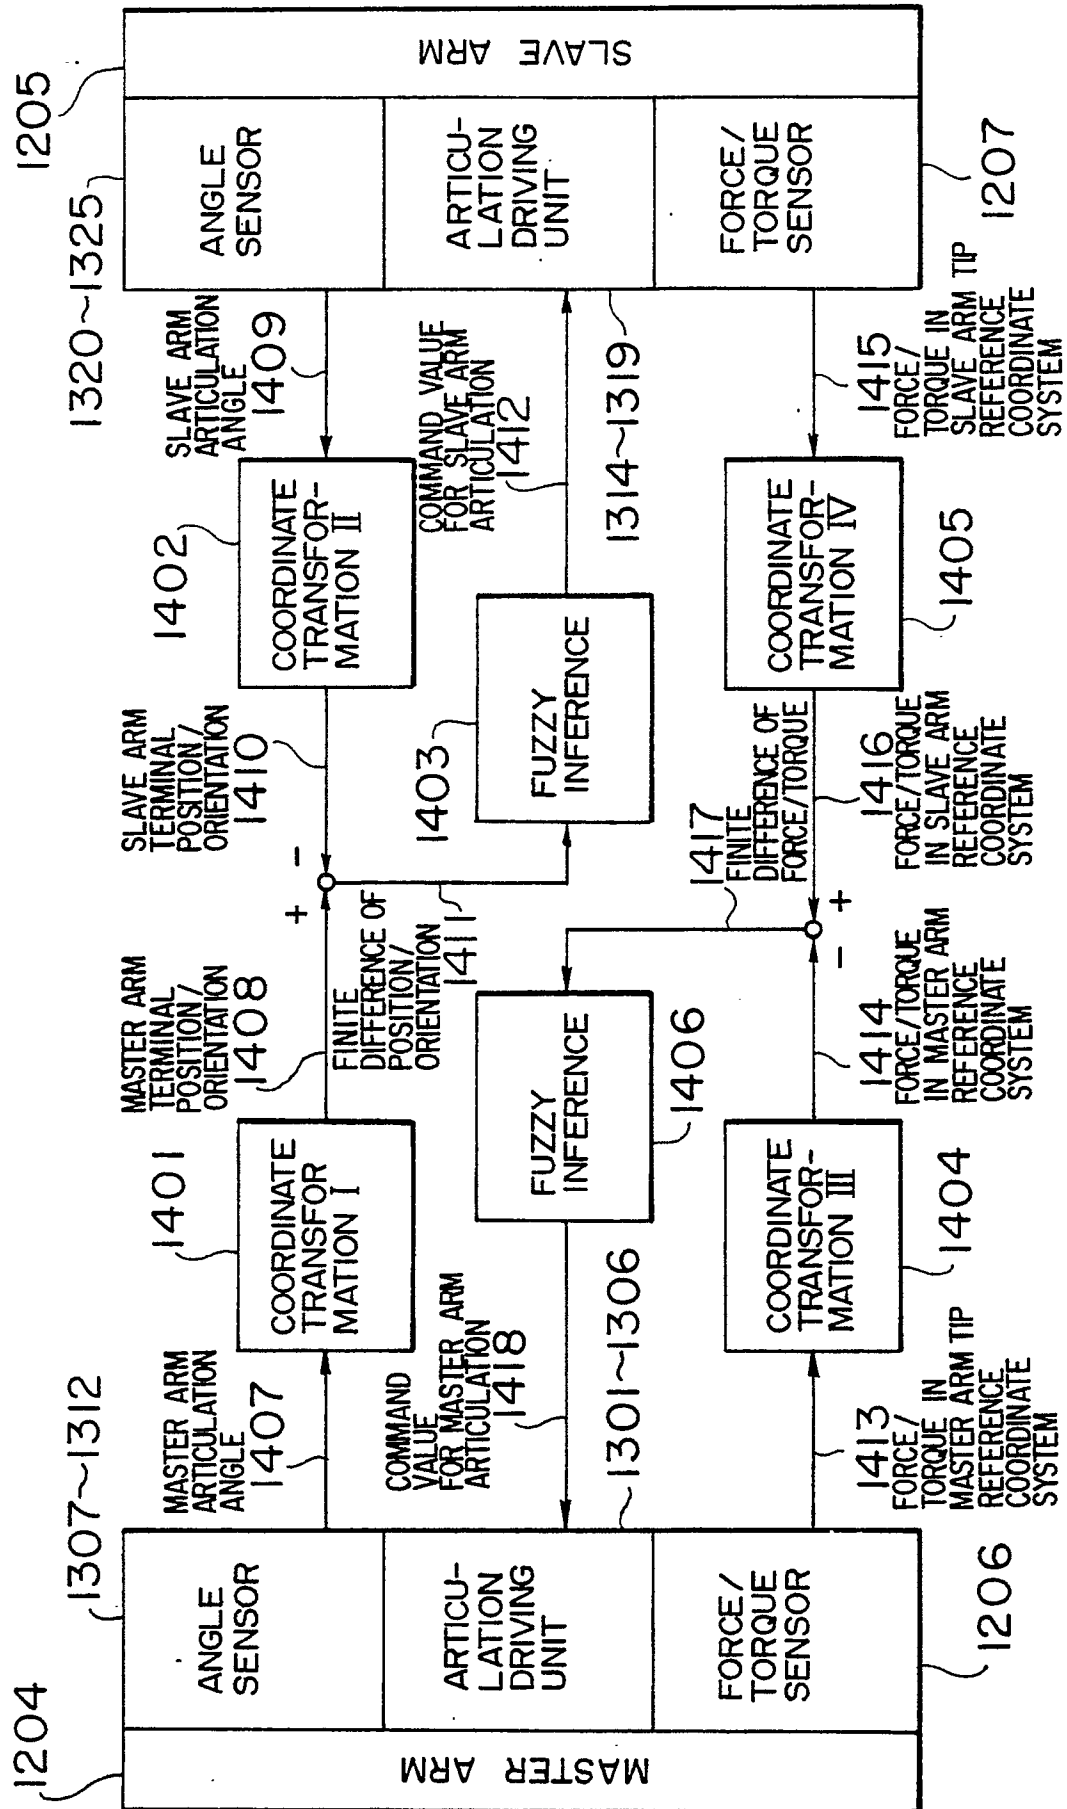 1204
MASTER ARM
1307~1312
ANGLE
SENSOR
ARTICU-
LATION
DRIVING
UNIT
FORCE/
TORQUE
SENSOR
1206
MASTER ARM
ARTICULATION
ANGLE
1407
COMMAND
VALUE
FOR MASTER ARM
ARTICULATION
1418
1301~1306
1413
FORCE/
TORQUE IN
MASTER ARM TIP
REFERENCE
COORDINATE
SYSTEM
1401
COORDINATE
TRANSFOR
MATION I
FUZZY
INFERENCE
1406
COORDINATE
TRANSFOR-
MATION III
1404
MASTER ARM
TERMINAL
POSITION/
ORIENTATION
1408
FINITE
DIFFERENCE OF
POSITION/
ORIENTATION
1411
1414
FORCE/TORQUE
IN MASTER ARM
REFERENCE
COORDINATE
SYSTEM
+
-
-
+
SLAVE ARM
TERMINAL
POSITION/
ORIENTATION
1410
1403
FUZZY
INFERENCE
1417
FINITE
DIFFERENCE OF
FORCE/TORQUE
1416
FORCE/TORQUE
IN SLAVE ARM
REFERENCE
COORDINATE
SYSTEM
1402
COORDINATE
TRANSFOR-
MATION II
COORDINATE
TRANSFOR-
MATION IV
1405
SLAVE ARM
ARTICULATION
ANGLE
1409
COMMAND VALUE
FOR SLAVE ARM
ARTICULATION
1412
1314~1319
1415
FORCE/
TORQUE IN
SLAVE ARM TIP
REFERENCE
COORDINATE
SYSTEM
1320~1325
1205
ANGLE
SENSOR
ARTICU-
LATION
DRIVING
UNIT
FORCE/
TORQUE
SENSOR
1207
SLAVE ARM